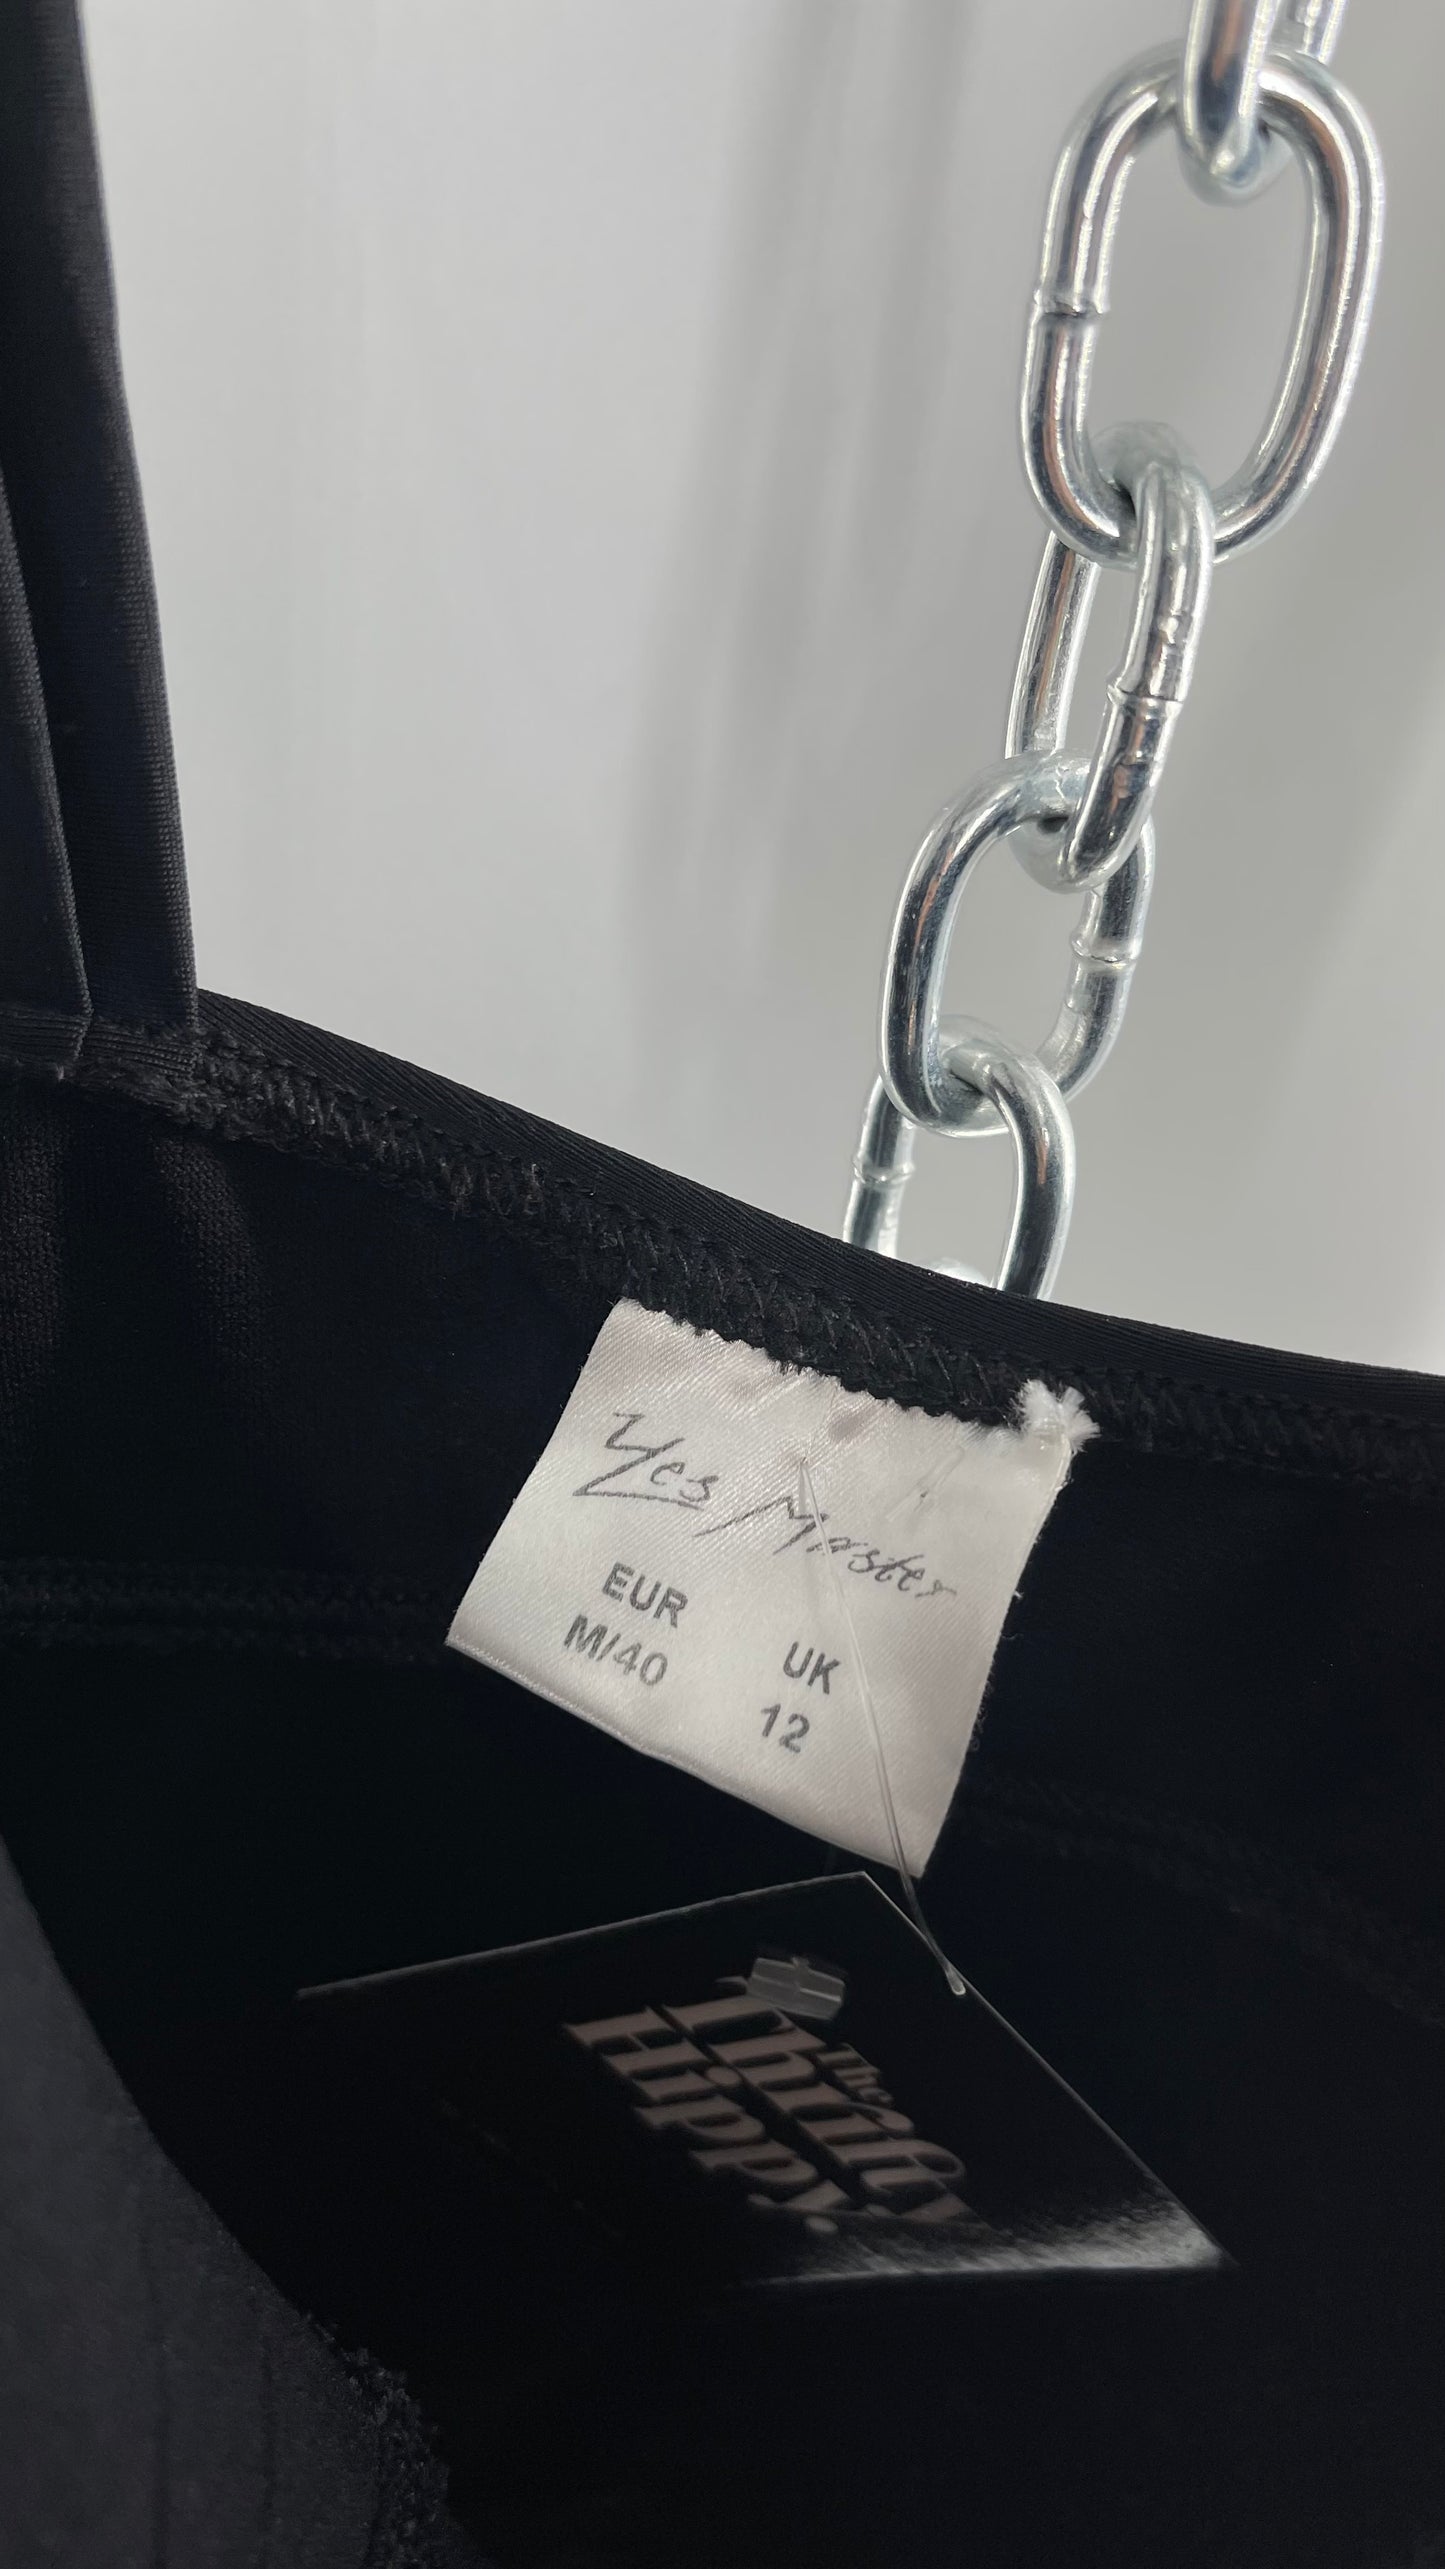 Yes Master
EUR UK
M/40 12
The
Thrifty
Hippy.